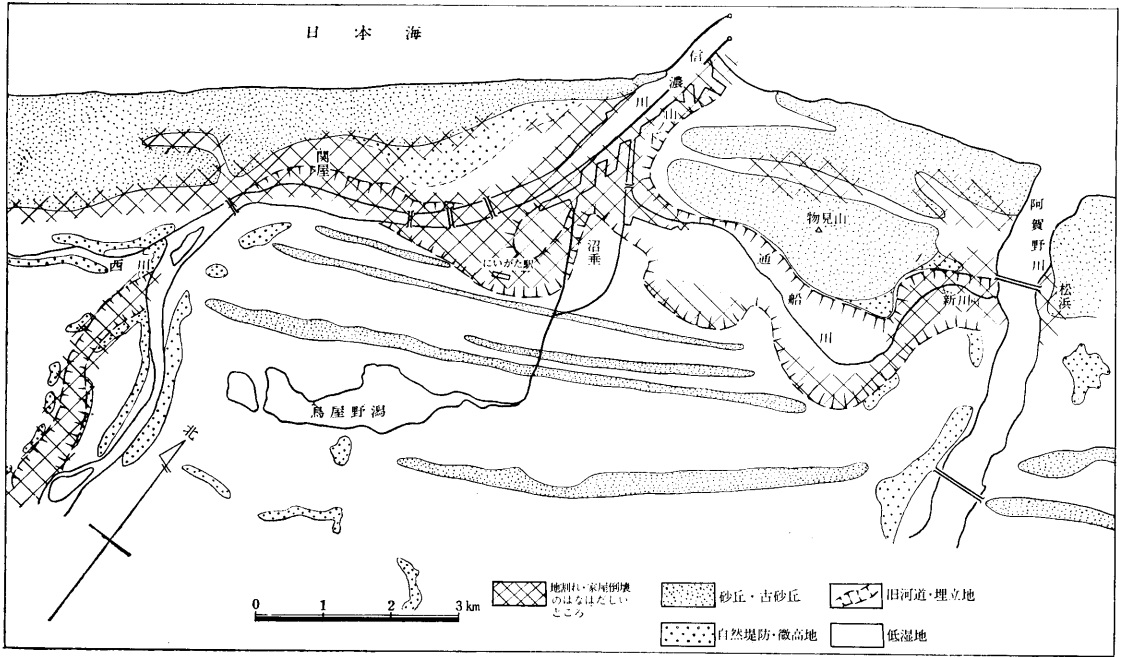 日本海
信濃川
山ノ下
関屋
物見山
阿賀野川
沼垂
西川
にいがた駅
通船川
新川
松浜
鳥屋野潟
北
0 1 2 3km
地割れ・家屋倒壊
のはなはだしい
ところ
砂丘・古砂丘
旧河道・埋立地
自然堤防・微高地
低湿地